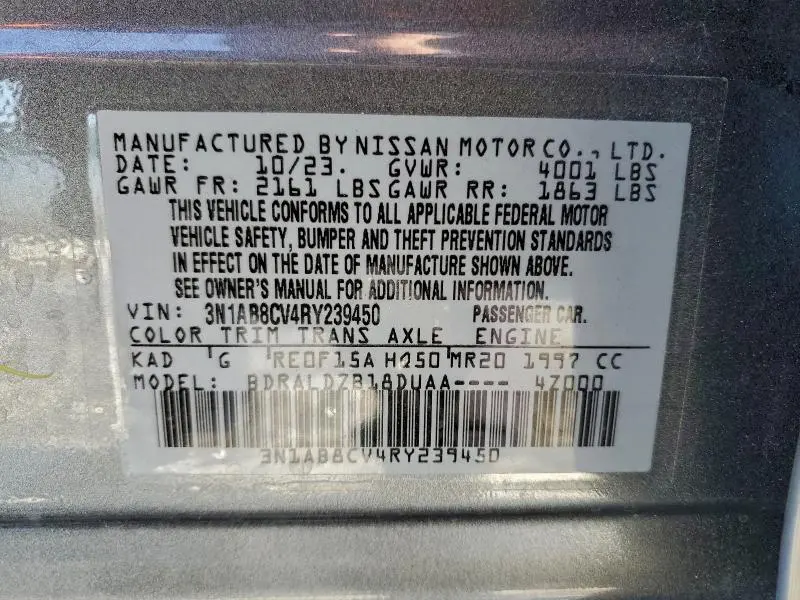 MANUFACTURED BY NISSAN MOTOR CO., LTD.
DATE: 10/23. GVWR: 4001 LBS
GAWR FR: 2161 LBS GAWR RR: 1863 LBS
THIS VEHICLE CONFORMS TO ALL APPLICABLE FEDERAL MOTOR
VEHICLE SAFETY, BUMPER AND THEFT PREVENTION STANDARDS
IN EFFECT ON THE DATE OF MANUFACTURE SHOWN ABOVE.
SEE OWNER'S MANUAL FOR ADDITIONAL INFORMATION.
VIN: 3N1AB8CV4RY239450 PASSENGER CAR.
COLOR TRIM TRANS AXLE ENGINE
KAD G RE0F15A HQ50 MR20 1997 CC
MODEL: BDRALDZB18DUAA---- 4Z000
3N1AB8CV4RY239450